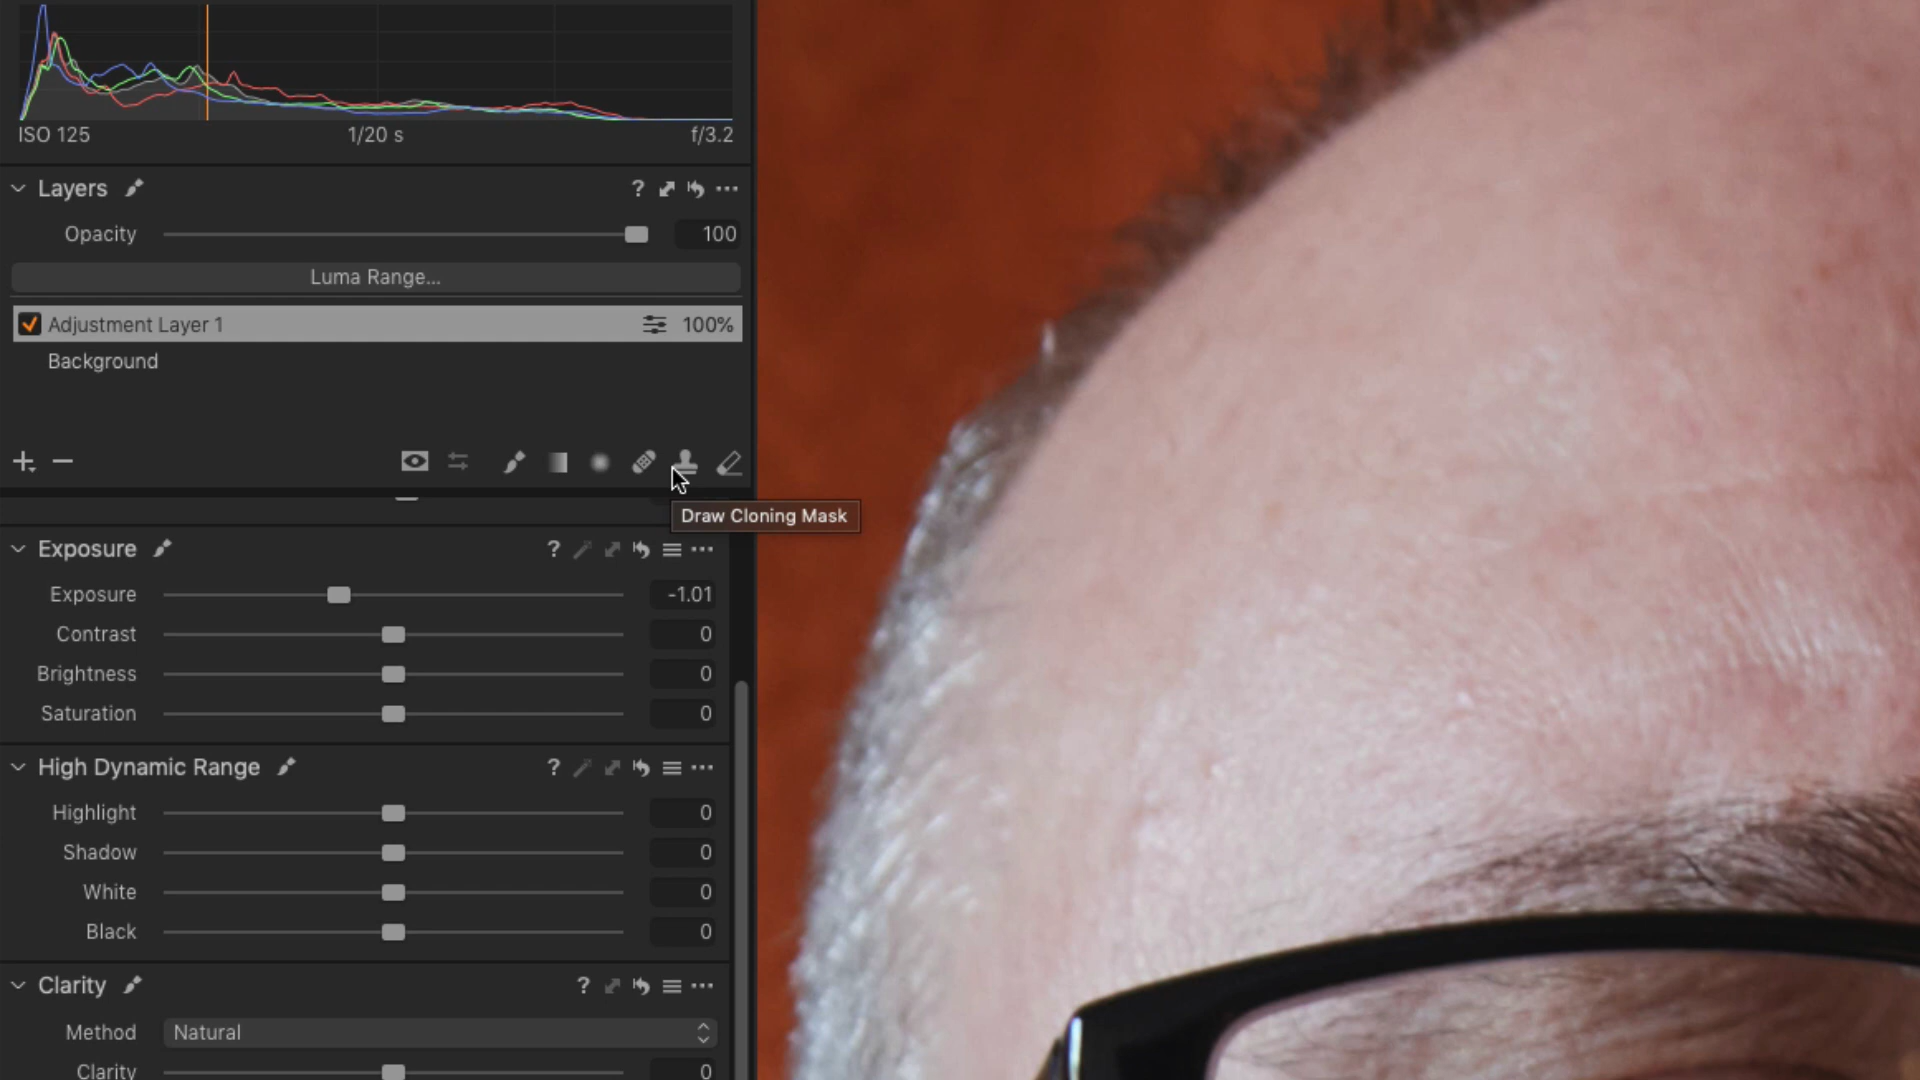 ISO 125 1/20 s f/3.2
Layers ?
Opacity 100
Luma Range...
Adjustment Layer 1 100%
Background
Draw Cloning Mask
Exposure ?
Exposure -1.01
Contrast 0
Brightness 0
Saturation 0
High Dynamic Range ?
Highlight 0
Shadow 0
White 0
Black 0
Clarity ?
Method Natural
Clarity 0